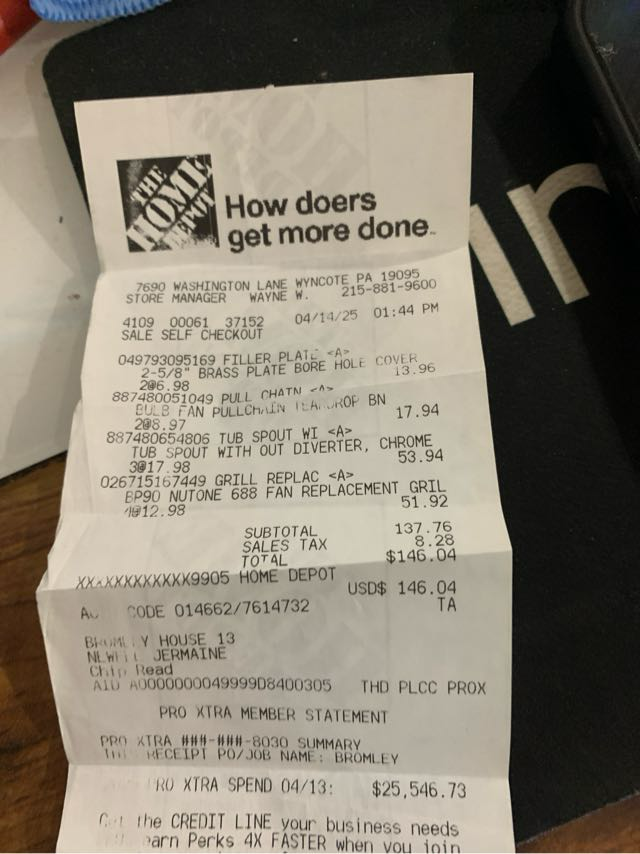 THE
HOME
DEPOT
How doers
get more done.
7690 WASHINGTON LANE WYNCOTE PA 19095
STORE MANAGER WAYNE W. 215-881-9600
4109 00061 37152 04/14/25 01:44 PM
SALE SELF CHECKOUT
049793095169 FILLER PLATE <A>
2-5/8" BRASS PLATE BORE HOLE COVER
2@6.98 13.96
887480051049 PULL CHAIN <A>
BULB FAN PULLCHAIN TEARDROP BN
2@8.97 17.94
887480654806 TUB SPOUT WI <A>
TUB SPOUT WITH OUT DIVERTER, CHROME
3@17.98 53.94
026715167449 GRILL REPLAC <A>
BP90 NUTONE 688 FAN REPLACEMENT GRIL
4@12.98 51.92
SUBTOTAL 137.76
SALES TAX 8.28
TOTAL $146.04
XXXXXXXXXXXX9905 HOME DEPOT
USD$ 146.04
CODE 014662/7614732 TA
BROMLEY HOUSE 13
JERMAINE
Chip Read
AID A0000000049999D8400305 THD PLCC PROX
PRO XTRA MEMBER STATEMENT
PRO XTRA ###-###-8030 SUMMARY
THIS RECEIPT PO/JOB NAME: BROMLEY
PRO XTRA SPEND 04/13: $25,546.73
Get the CREDIT LINE your business needs
earn Perks 4X FASTER when you join